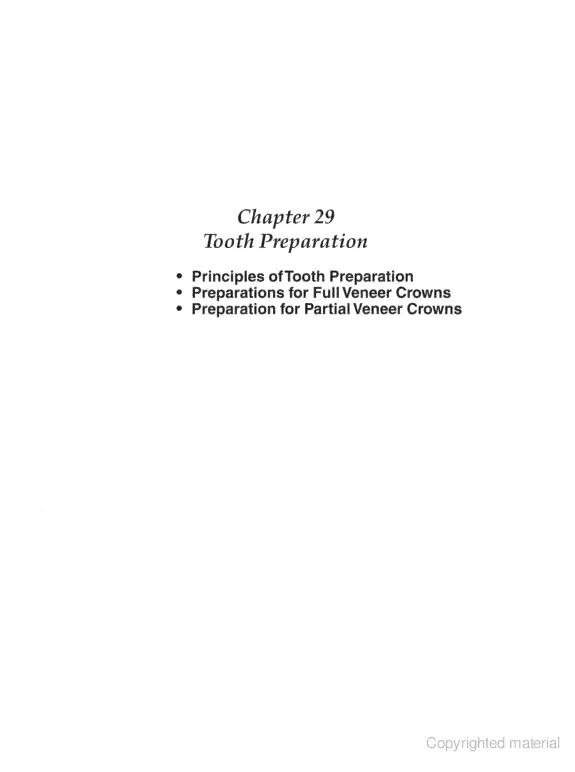 Chapter 29
Tooth Preparation
• Principles of Tooth Preparation
• Preparations for Full Veneer Crowns
• Preparation for Partial Veneer Crowns
Copyrighted material